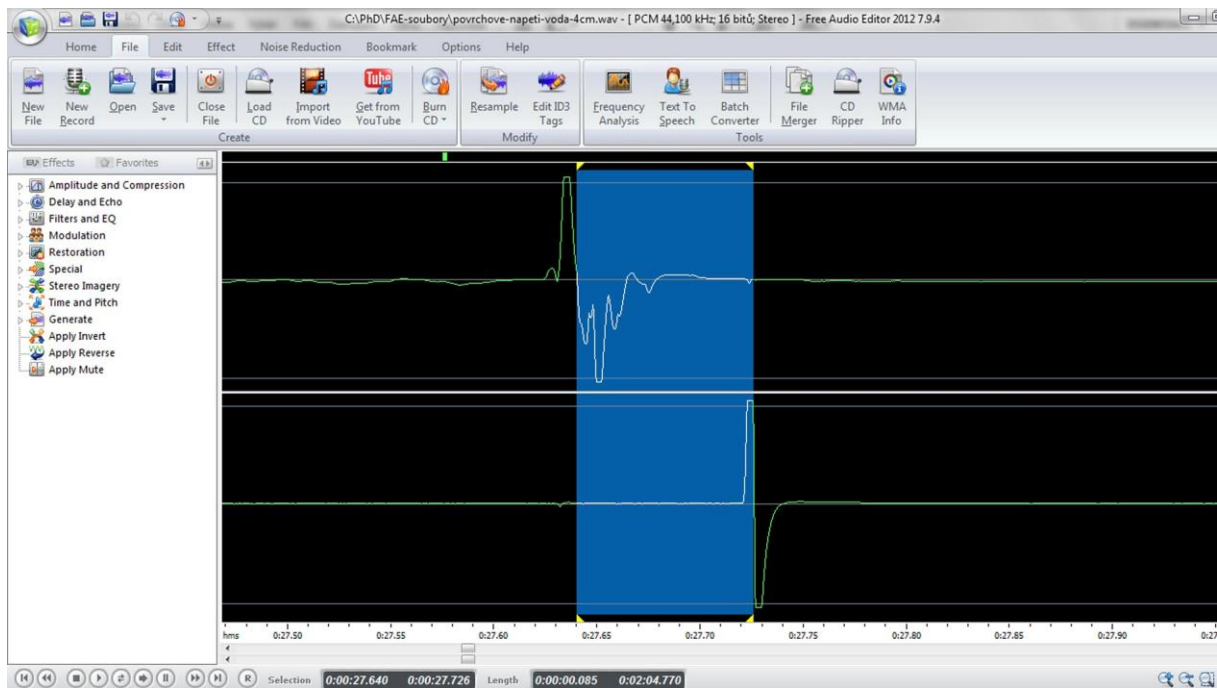 C:\PhD\FAE-soubory\povrchove-napeti-voda-4cm.wav - [ PCM 44,100 kHz; 16 bitů; Stereo ] - Free Audio Editor 2012 7.9.4
Home File Edit Effect Noise Reduction Bookmark Options Help
New File New Record Open Save Close File Load CD Import from Video Get from YouTube Burn CD Resample Edit ID3 Tags Frequency Analysis Text To Speech Batch Converter File Merger CD Ripper WMA Info
Create Modify Tools
Effects Favorites
Amplitude and Compression
Delay and Echo
Filters and EQ
Modulation
Restoration
Special
Stereo Imagery
Time and Pitch
Generate
Apply Invert
Apply Reverse
Apply Mute
hms 0:27.50 0:27.55 0:27.60 0:27.65 0:27.70 0:27.75 0:27.80 0:27.85 0:27.90
R Selection 0:00:27.640 0:00:27.726 Length 0:00:00.085 0:02:04.770